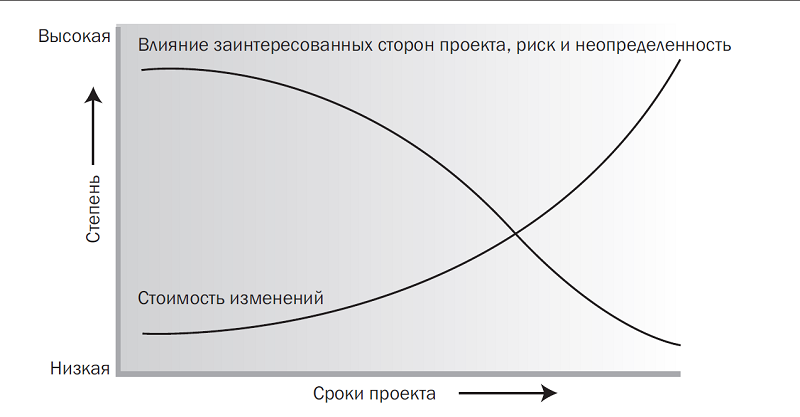 Высокая
Влияние заинтересованных сторон проекта, риск и неопределенность
Степень
Стоимость изменений
Низкая
Сроки проекта